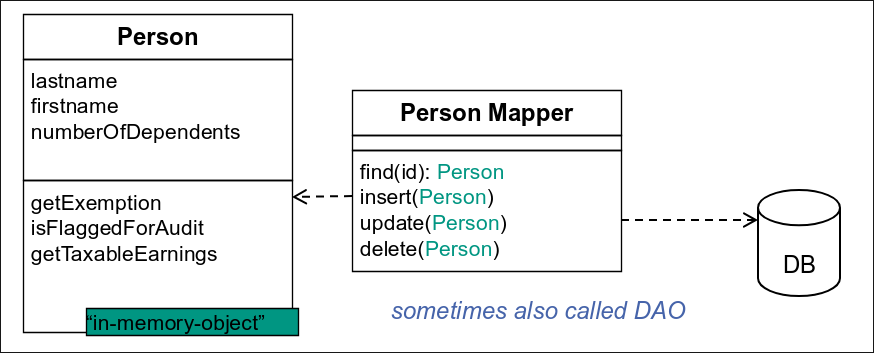 Person
lastname
firstname
numberOfDependents
getExemption
isFlaggedForAudit
getTaxableEarnings
“in-memory-object”
Person Mapper
find(id): Person
insert(Person)
update(Person)
delete(Person)
sometimes also called DAO
DB